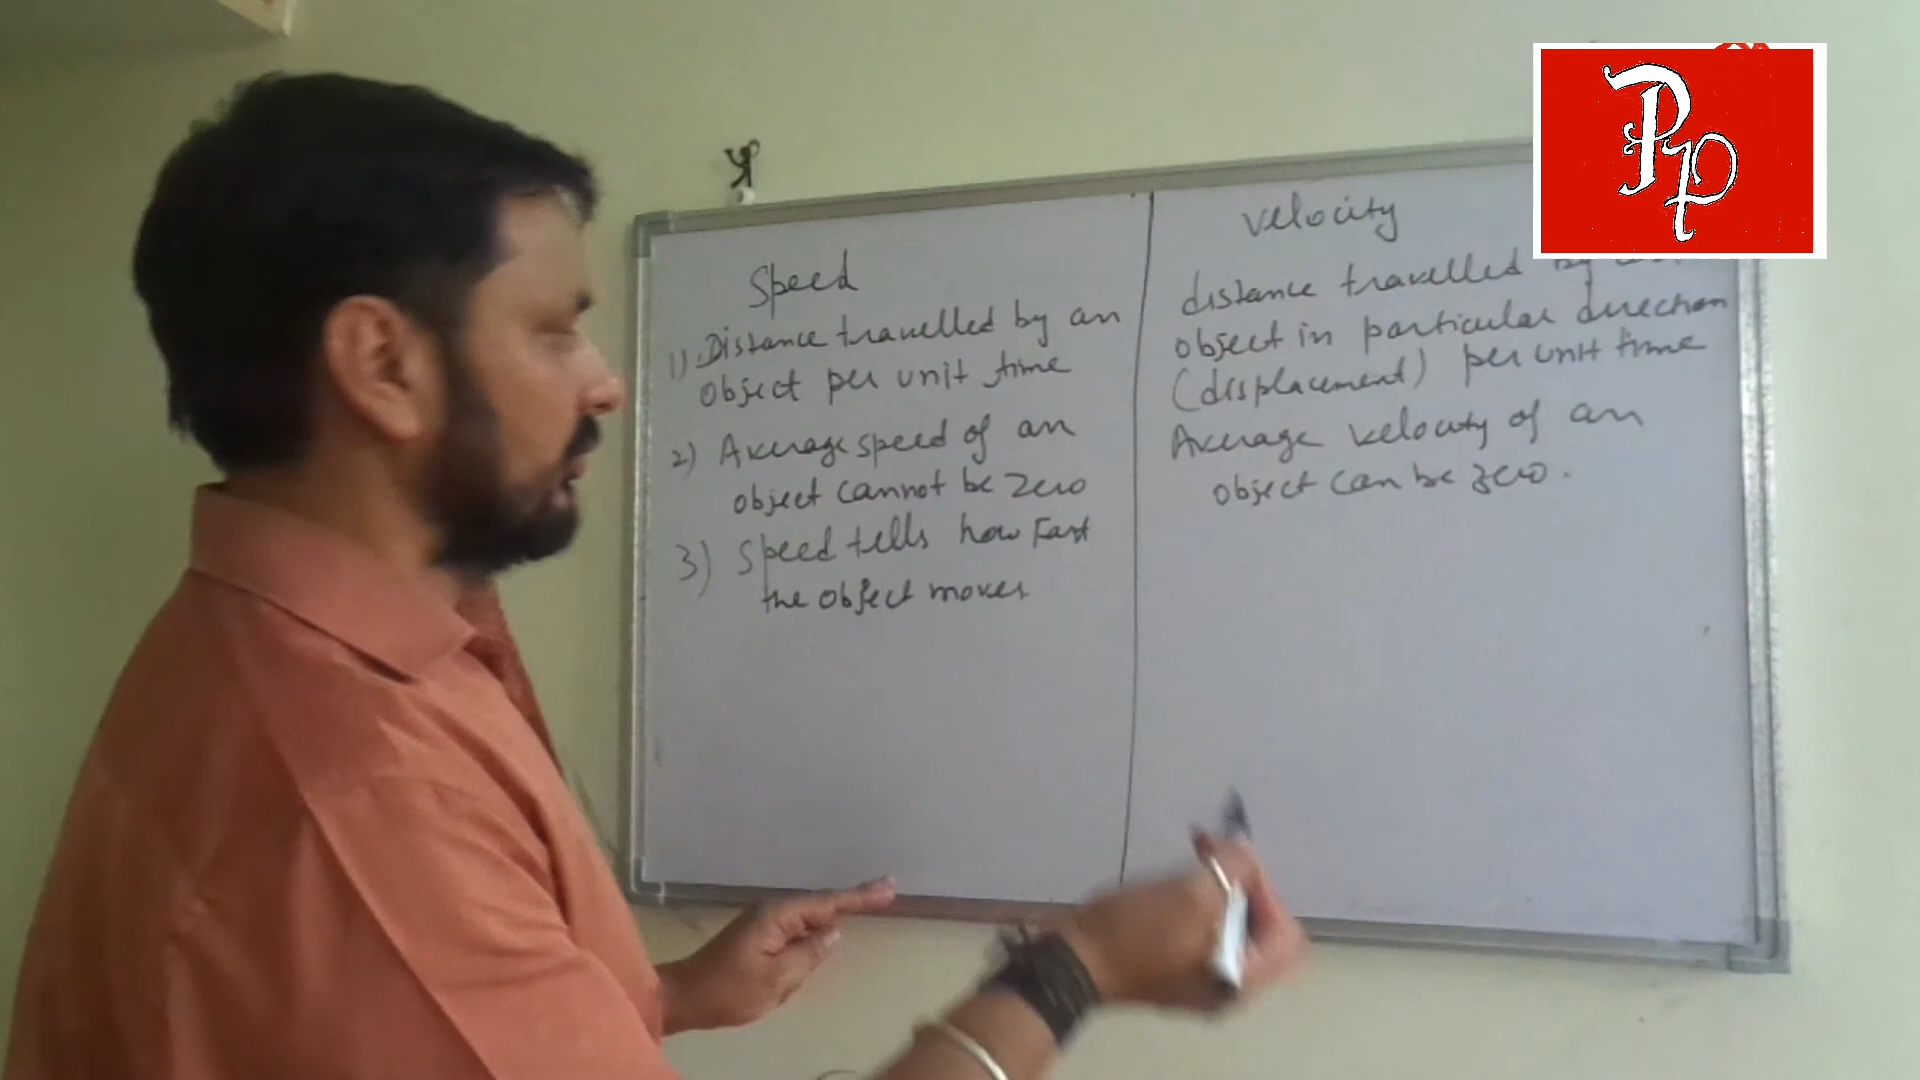 Speed
1) Distance travelled by an
object per unit time
2) Average speed of an
object cannot be zero
3) Speed tells how Fast
the object moves
velocity
distance travelled by
object in particular direction
(displacement) per unit time
Average velocity of an
object can be zero.
PP